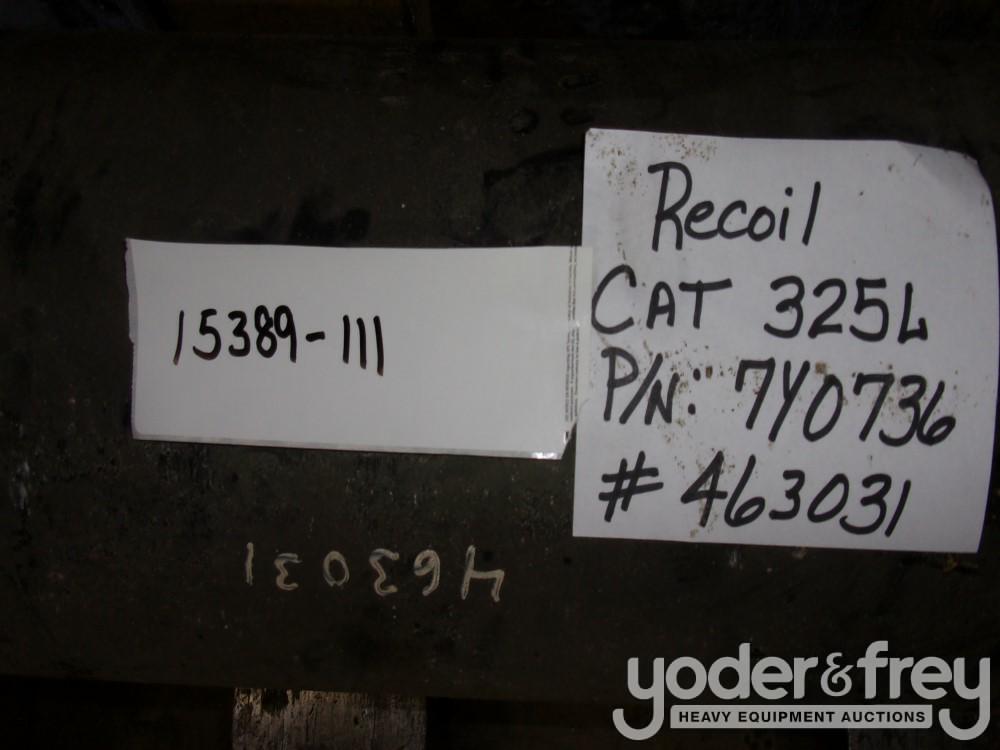 15389-111
Recoil
CAT 325L
P/N: 7Y0736
# 463031
463031
yoder&frey
HEAVY EQUIPMENT AUCTIONS